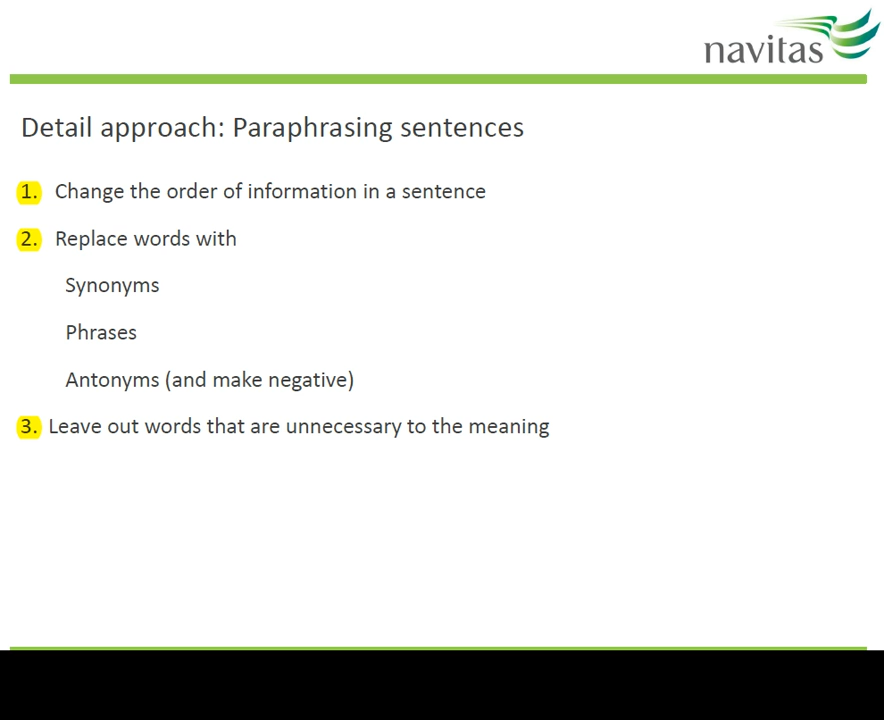 navitas
Detail approach: Paraphrasing sentences
1. Change the order of information in a sentence
2. Replace words with
Synonyms
Phrases
Antonyms (and make negative)
3. Leave out words that are unnecessary to the meaning